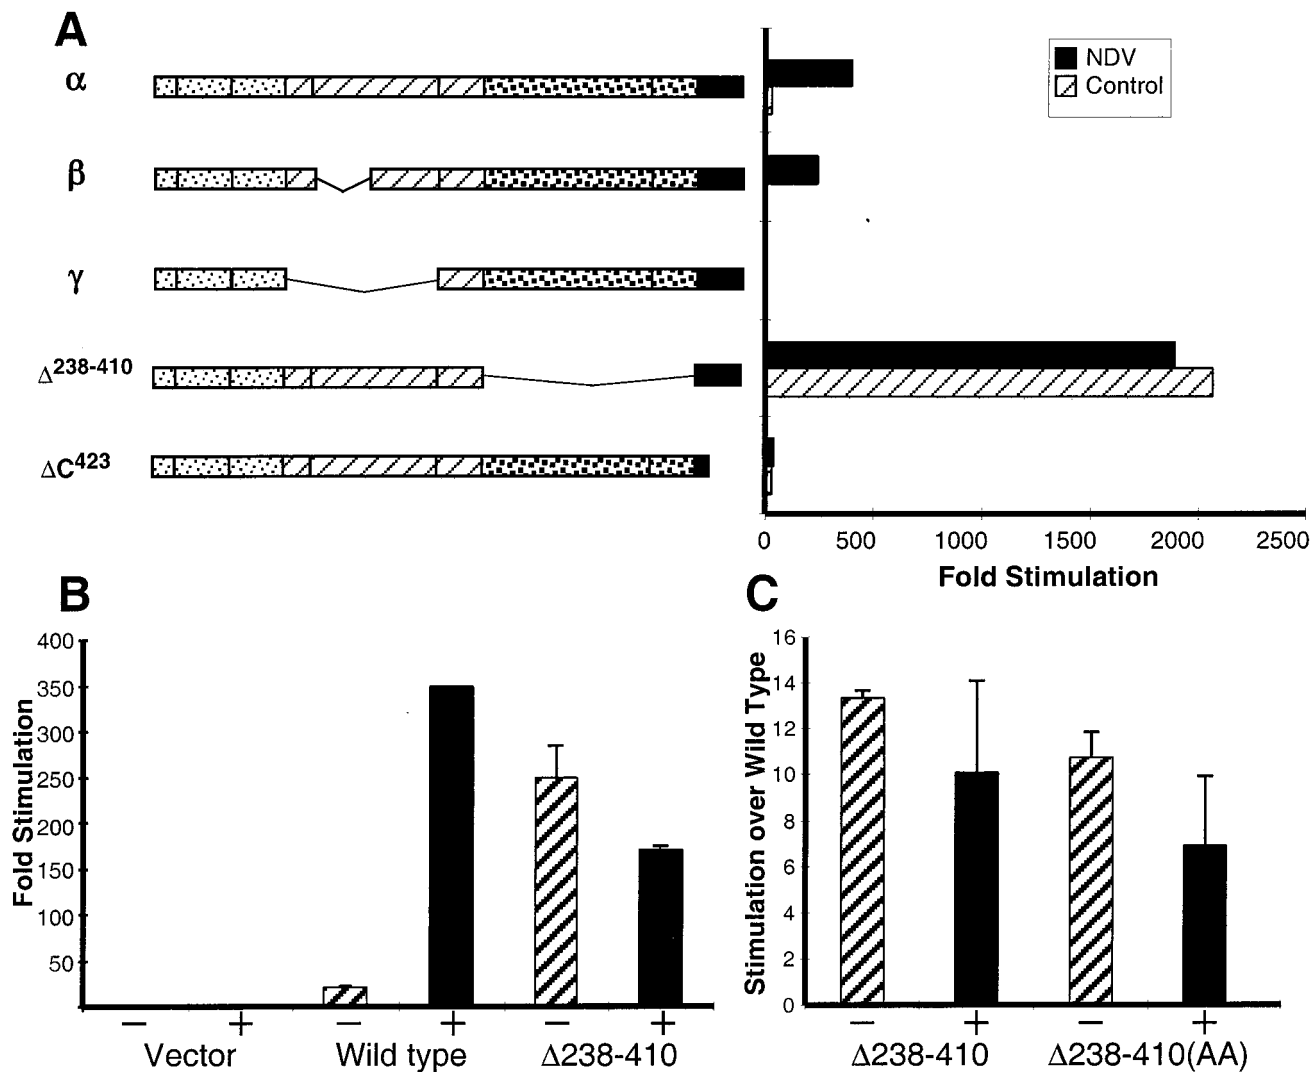 A
α
β
γ
Δ238-410
ΔC423
NDV
Control
0 500 1000 1500 2000 2500
Fold Stimulation
B
Fold Stimulation
400
350
300
250
200
150
100
50
− + − + − +
Vector Wild type Δ238-410
C
Stimulation over Wild Type
16
14
12
10
8
6
4
2
0
− + − +
Δ238-410 Δ238-410(AA)